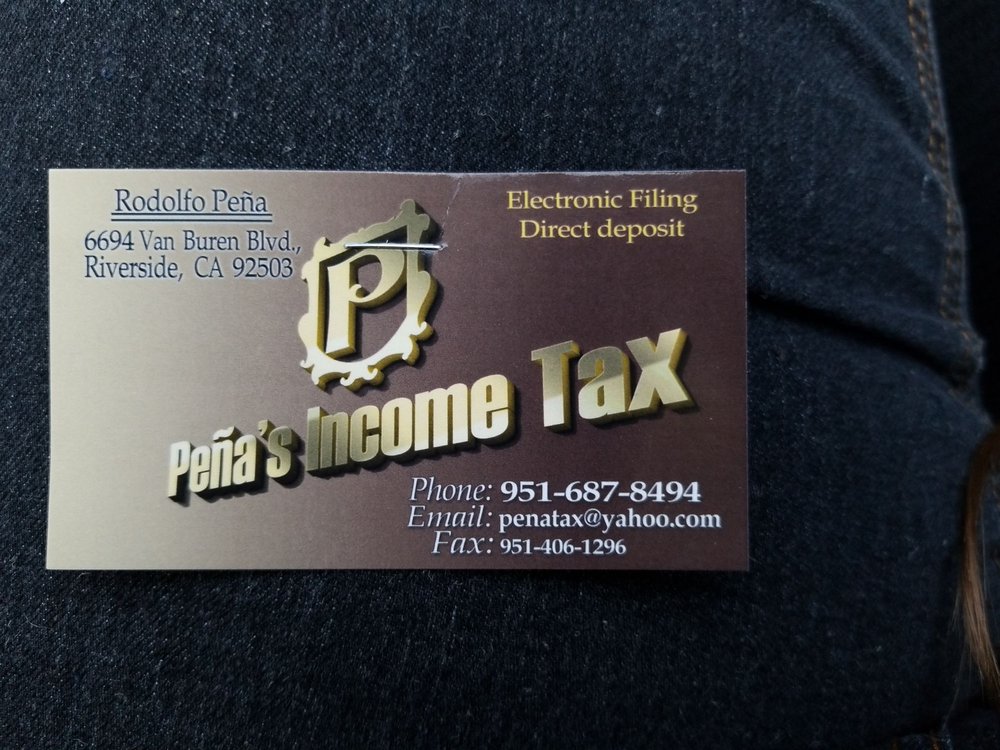 Rodolfo Peña
6694 Van Buren Blvd.,
Riverside, CA 92503
Electronic Filing
Direct deposit
P
Peña's Income Tax
Phone: 951-687-8494
Email: penatax@yahoo.com
Fax: 951-406-1296